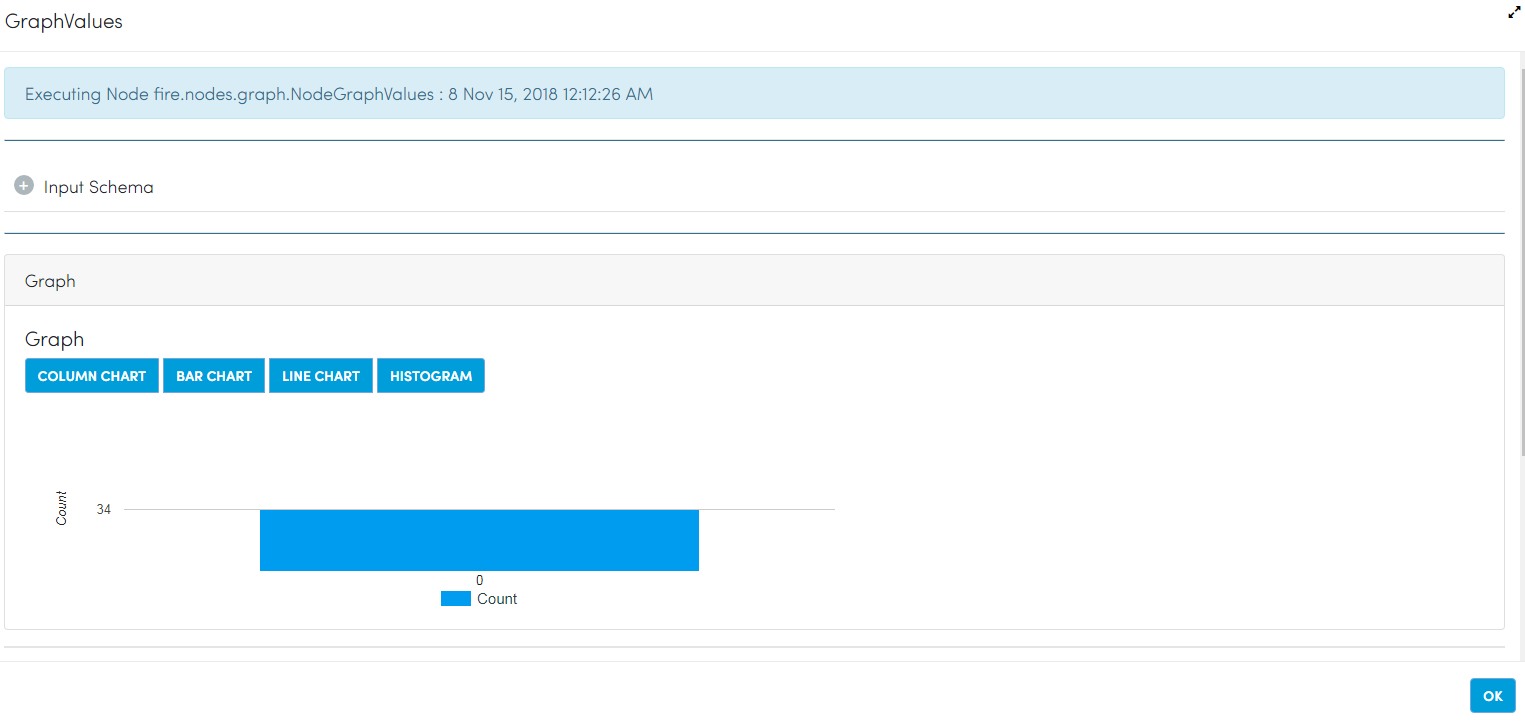 GraphValues
Executing Node fire.nodes.graph.NodeGraphValues : 8 Nov 15, 2018 12:12:26 AM
Input Schema
Graph
Graph
COLUMN CHART BAR CHART LINE CHART HISTOGRAM
Count
34
0
Count
OK